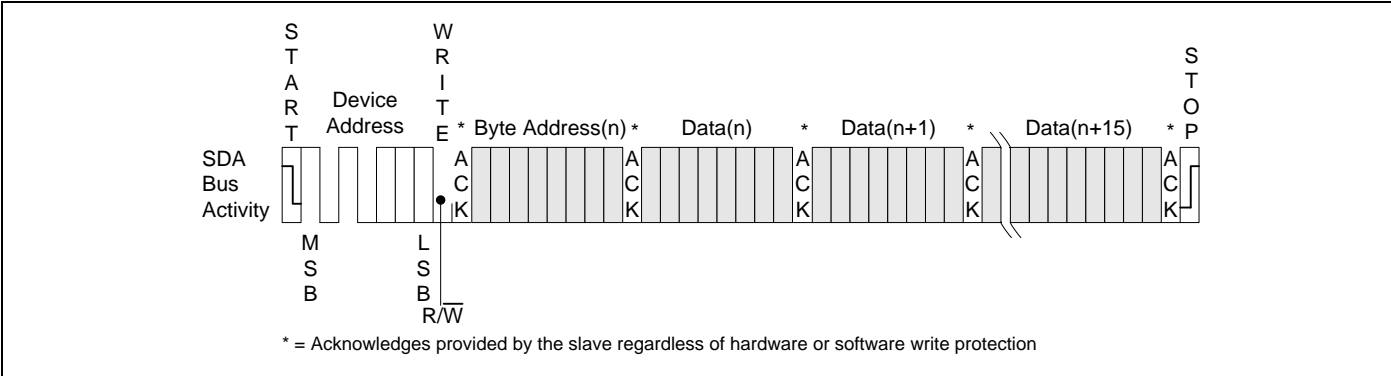 START
WRITE
STOP
Device
Address
* Byte Address(n) * Data(n) * Data(n+1) * Data(n+15) *
SDA
Bus
Activity
ACK
ACK
ACK
ACK
ACK
MSB
LSB
R/W̅
* = Acknowledges provided by the slave regardless of hardware or software write protection